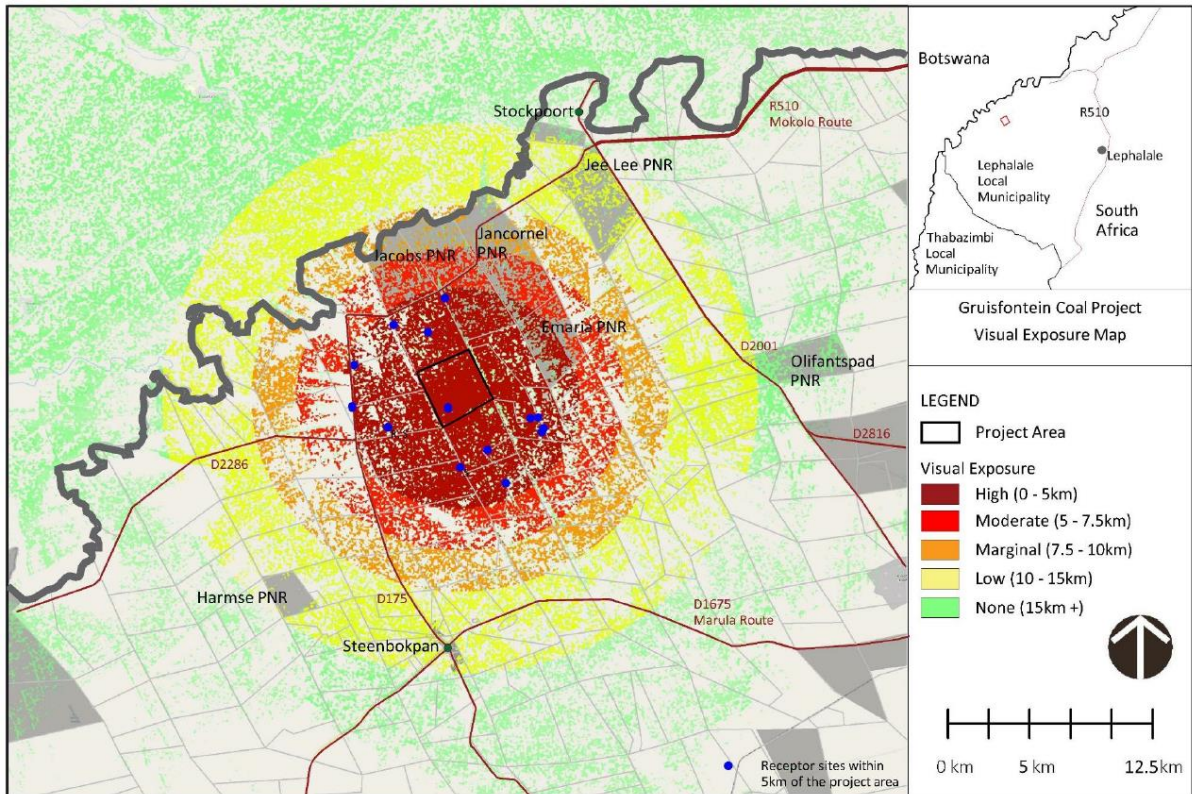 Stockpoort
R510
Mokolo Route
Jee Lee PNR
Jancornel
PNR
Jacobs PNR
Emaria PNR
D2001
Olifantspad
PNR
D2816
D2286
Harmse PNR
D175
D1675
Marula Route
Steenbokpan
Receptor sites within
5km of the project area
Botswana
R510
Lephalale
Lephalale
Local
Municipality
South
Africa
Thabazimbi
Local
Municipality
Gruisfontein Coal Project
Visual Exposure Map
LEGEND
Project Area
Visual Exposure
High (0 - 5km)
Moderate (5 - 7.5km)
Marginal (7.5 - 10km)
Low (10 - 15km)
None (15km +)
0 km 5 km 12.5km